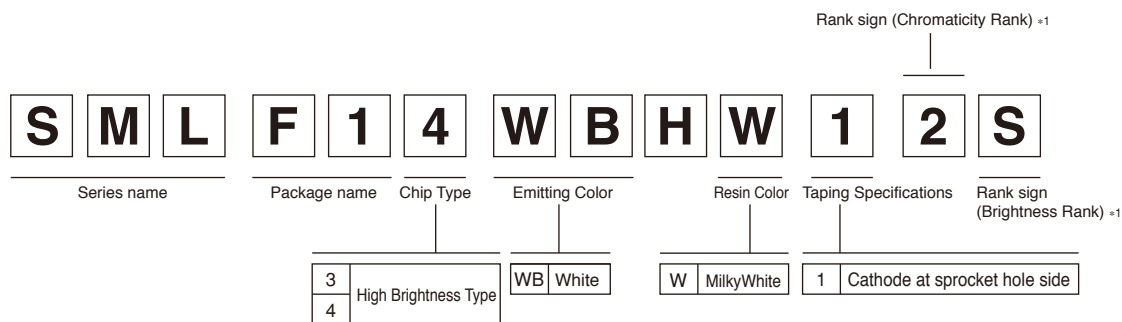 Rank sign (Chromaticity Rank) *1
S M L F 1 4 W B H W 1 2 S
Series name Package name Chip Type Emitting Color Resin Color Taping Specifications Rank sign
(Brightness Rank) *1
3 High Brightness Type WB White W MilkyWhite 1 Cathode at sprocket hole side
4